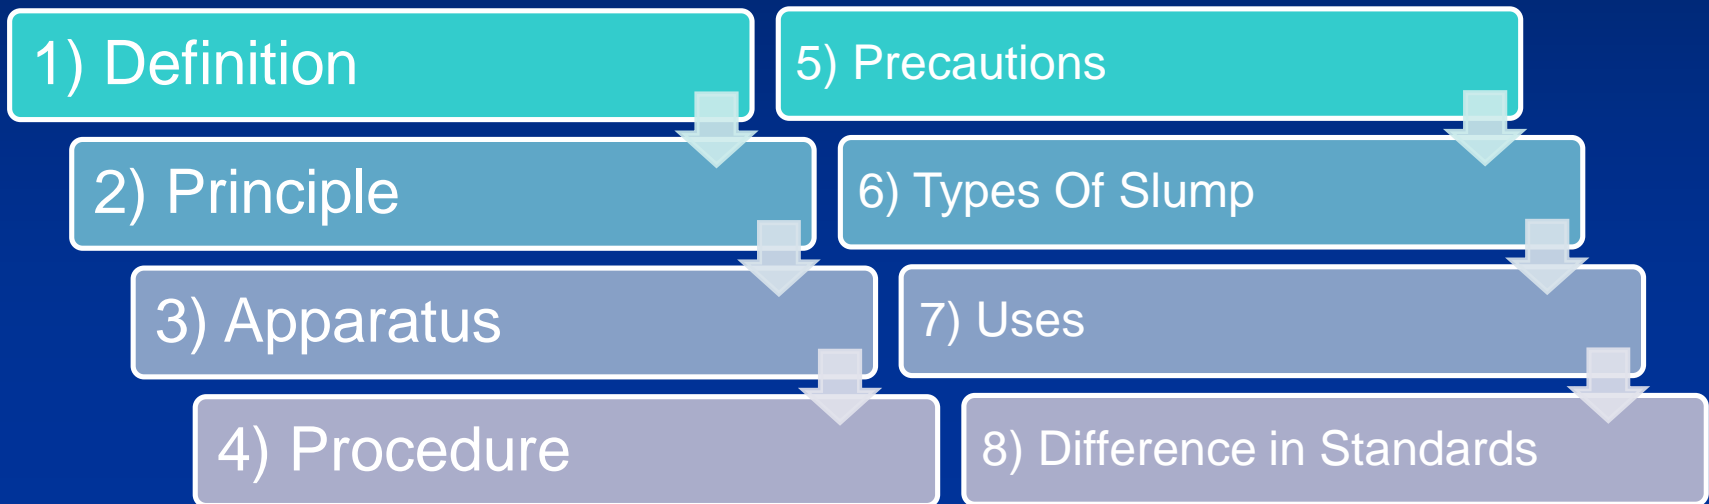 1) Definition
2) Principle
3) Apparatus
4) Procedure
5) Precautions
6) Types Of Slump
7) Uses
8) Difference in Standards